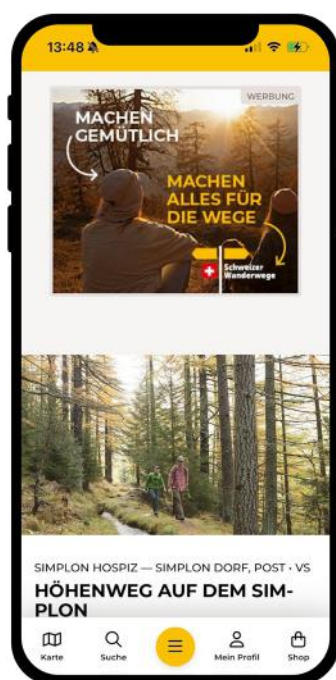 13:48
WERBUNG
MACHEN
GEMÜTLICH
MACHEN
ALLES FÜR
DIE WEGE
Schweizer
Wanderwege
SIMPLON HOSPIZ — SIMPLON DORF, POST • VS
HÖHENWEG AUF DEM SIM-
PLON
Karte
Suche
Mein Profil
Shop